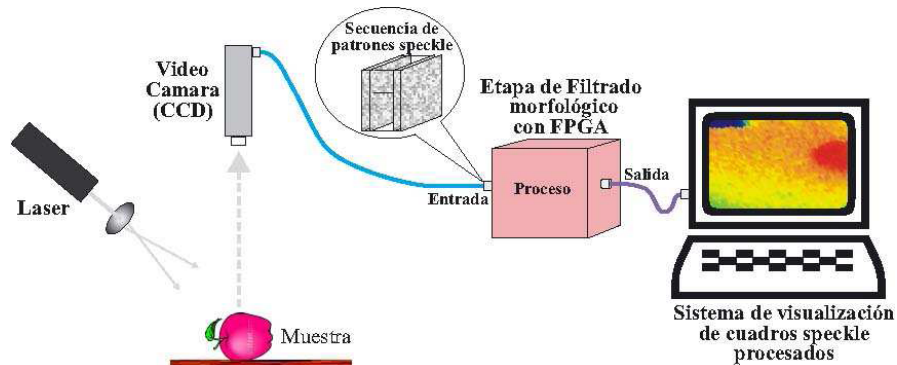 Secuencia de
patrones speckle
Video
Camara
(CCD)
Etapa de Filtrado
morfológico
con FPGA
Laser
Entrada
Proceso
Salida
Muestra
Sistema de visualización
de cuadros speckle
procesados